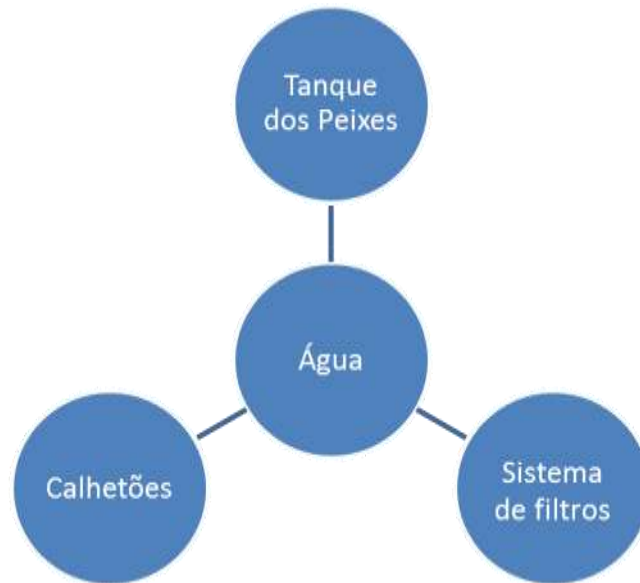 Tanque
dos Peixes
Água
Calhetões
Sistema
de filtros